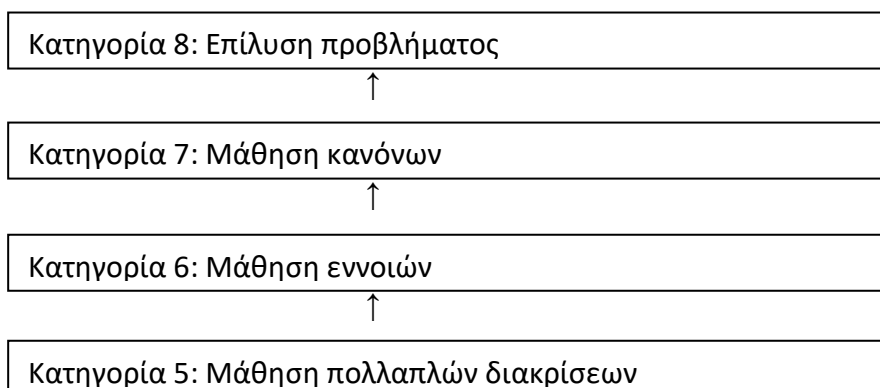 Κατηγορία 8: Επίλυση προβλήματος
↑
Κατηγορία 7: Μάθηση κανόνων
↑
Κατηγορία 6: Μάθηση εννοιών
↑
Κατηγορία 5: Μάθηση πολλαπλών διακρίσεων